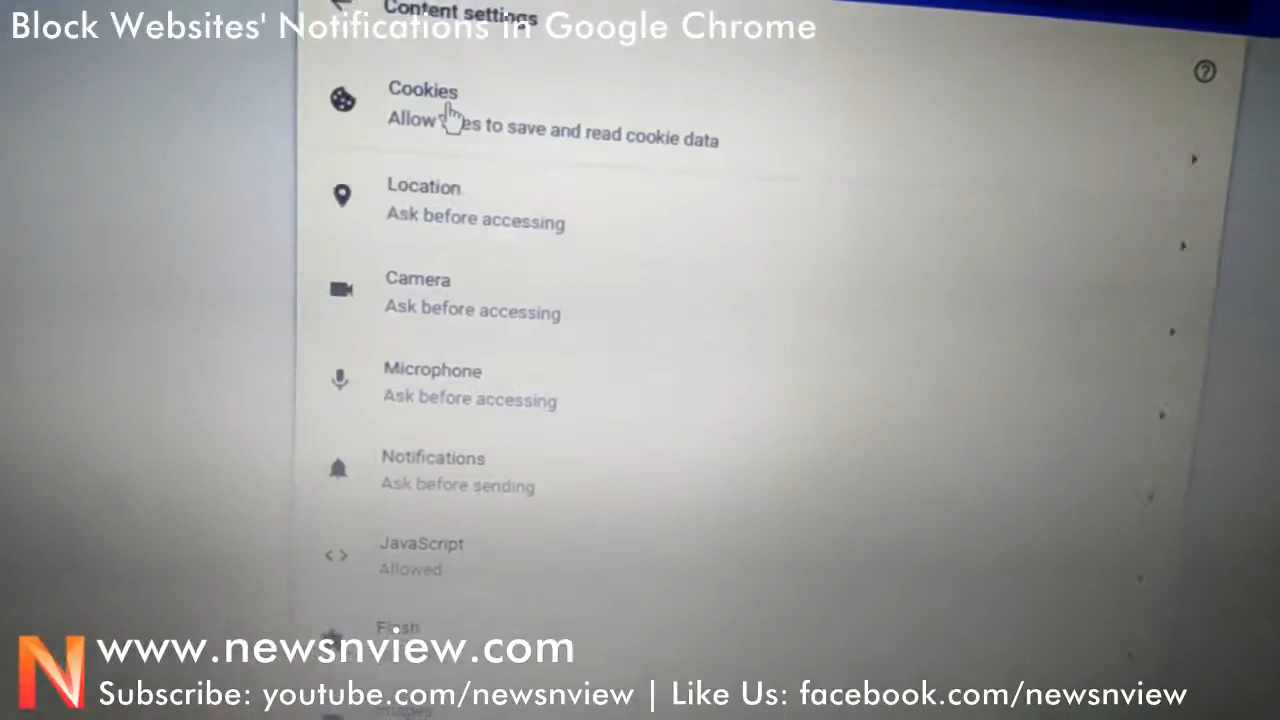 Content settings
Block Websites' Notifications in Google Chrome
Cookies
Allow sites to save and read cookie data
Location
Ask before accessing
Camera
Ask before accessing
Microphone
Ask before accessing
Notifications
Ask before sending
JavaScript
Allowed
Flash
www.newsnview.com
Subscribe: youtube.com/newsnview | Like Us: facebook.com/newsnview
Images